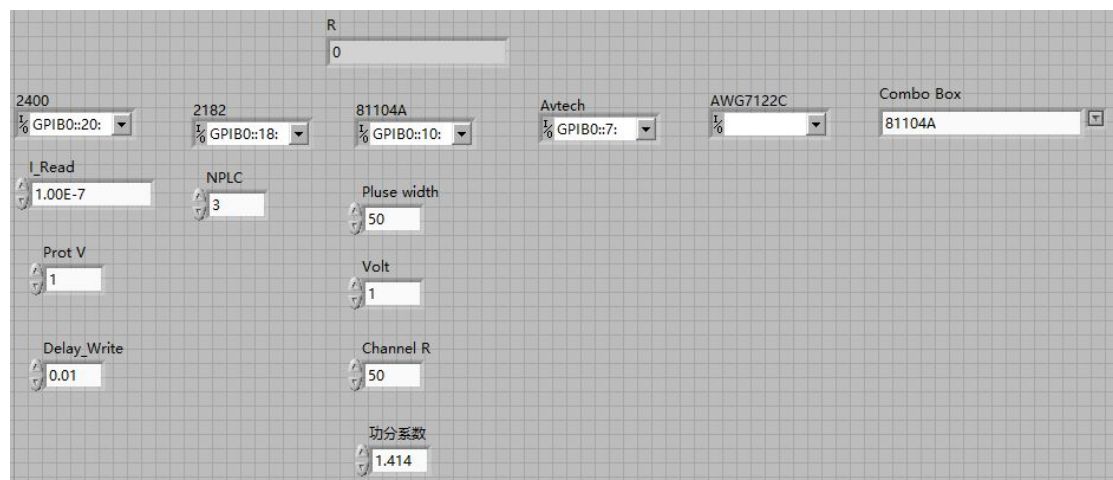 R
0
2400
GPIB0::20:
2182
GPIB0::18:
81104A
GPIB0::10:
Avtech
GPIB0::7:
AWG7122C
Combo Box
81104A
I_Read
1.00E-7
NPLC
3
Pluse width
50
Prot V
1
Volt
1
Delay_Write
0.01
Channel R
50
功分系数
1.414